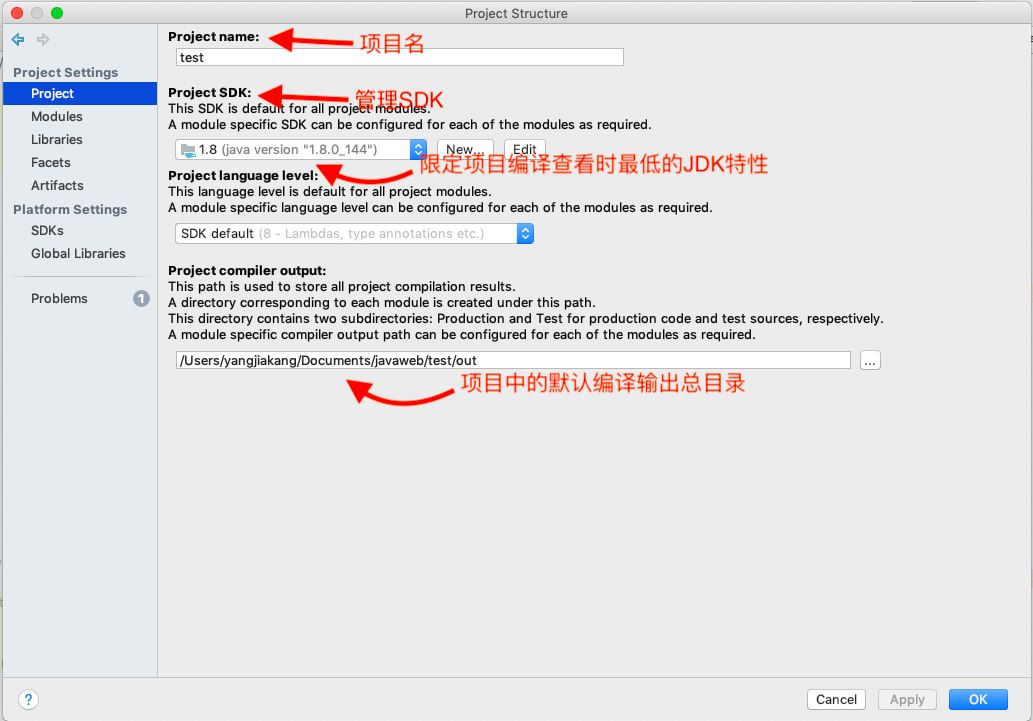 Project Structure
Project Settings
Project
Modules
Libraries
Facets
Artifacts
Platform Settings
SDKs
Global Libraries
Problems 1
Project name: 项目名
test
Project SDK: 管理SDK
This SDK is default for all project modules.
A module specific SDK can be configured for each of the modules as required.
1.8 (java version "1.8.0_144") New... Edit
限定项目编译查看时最低的JDK特性
Project language level:
This language level is default for all project modules.
A module specific language level can be configured for each of the modules as required.
SDK default (8 - Lambdas, type annotations etc.)
Project compiler output:
This path is used to store all project compilation results.
A directory corresponding to each module is created under this path.
This directory contains two subdirectories: Production and Test for production code and test sources, respectively.
A module specific compiler output path can be configured for each of the modules as required.
/Users/yangjiakang/Documents/javaweb/test/out ...
项目中的默认编译输出总目录
? Cancel Apply OK